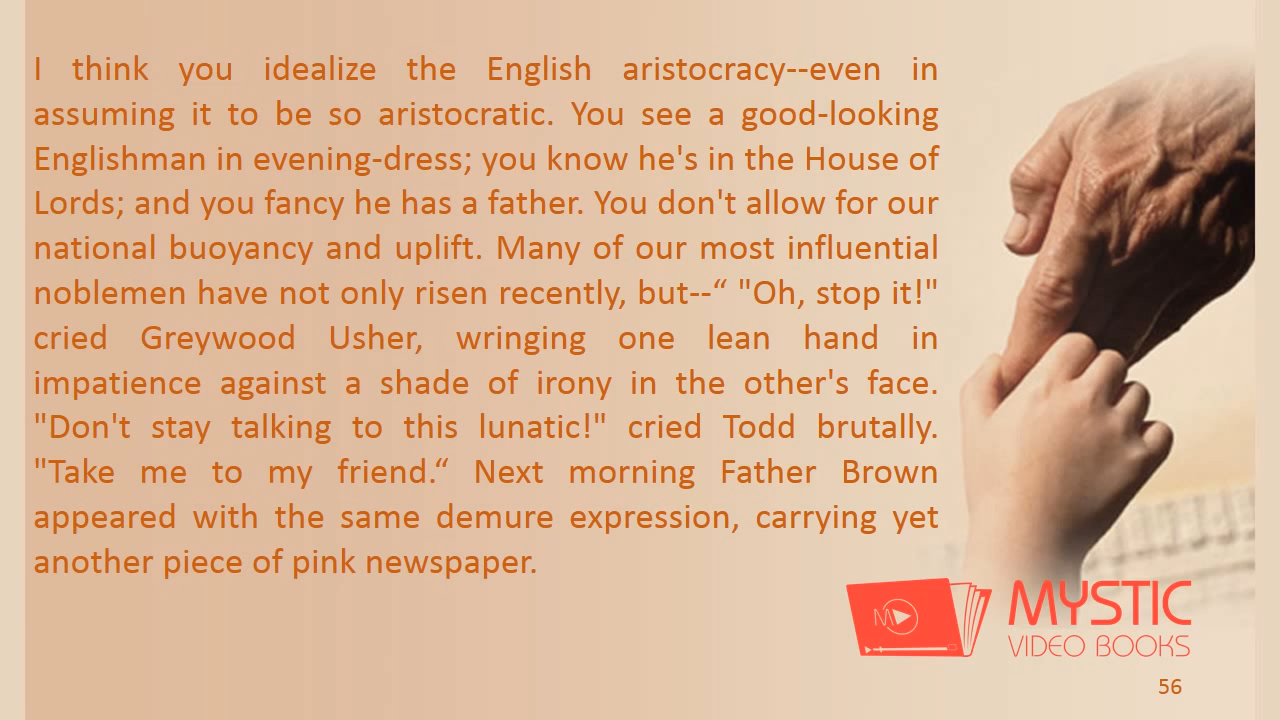 I think you idealize the English aristocracy--even in
assuming it to be so aristocratic. You see a good-looking
Englishman in evening-dress; you know he's in the House of
Lords; and you fancy he has a father. You don't allow for our
national buoyancy and uplift. Many of our most influential
noblemen have not only risen recently, but--“ "Oh, stop it!"
cried Greywood Usher, wringing one lean hand in
impatience against a shade of irony in the other's face.
"Don't stay talking to this lunatic!" cried Todd brutally.
"Take me to my friend.“ Next morning Father Brown
appeared with the same demure expression, carrying yet
another piece of pink newspaper.
M
MYSTIC
VIDEO BOOKS
56